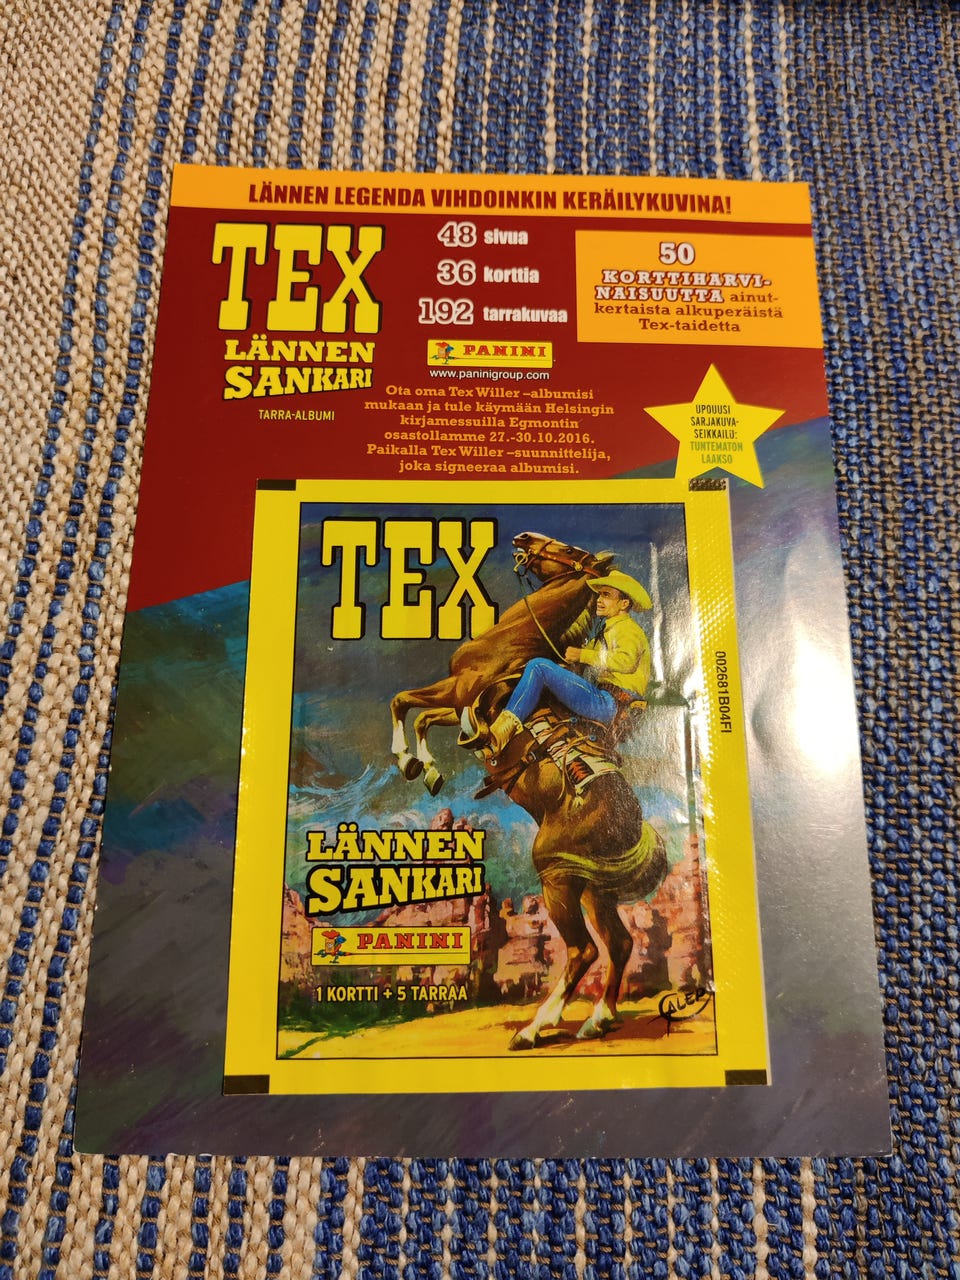 LÄNNEN LEGENDA VIHDOINKIN KERÄILYKUVINA!
TEX
LÄNNEN
SANKARI
TARRA-ALBUMI
48 sivua
36 korttia
192 tarrakuvaa
PANINI
www.paninigroup.com
50
KORTTIHARVI-
NAISUUTTA ainut-
kertaista alkuperäistä
Tex-taidetta
Ota oma Tex Willer –albumisi
mukaan ja tule käymään Helsingin
kirjamessuilla Egmontin
osastollamme 27.-30.10.2016.
Paikalla Tex Willer –suunnittelija,
joka signeeraa albumisi.
UPOUUSI
SARJAKUVA-
SEIKKAILU:
TUNTEMATON
LAAKSO
TEX
002681B04FI
LÄNNEN
SANKARI
PANINI
1 KORTTI + 5 TARRAA
GALEP